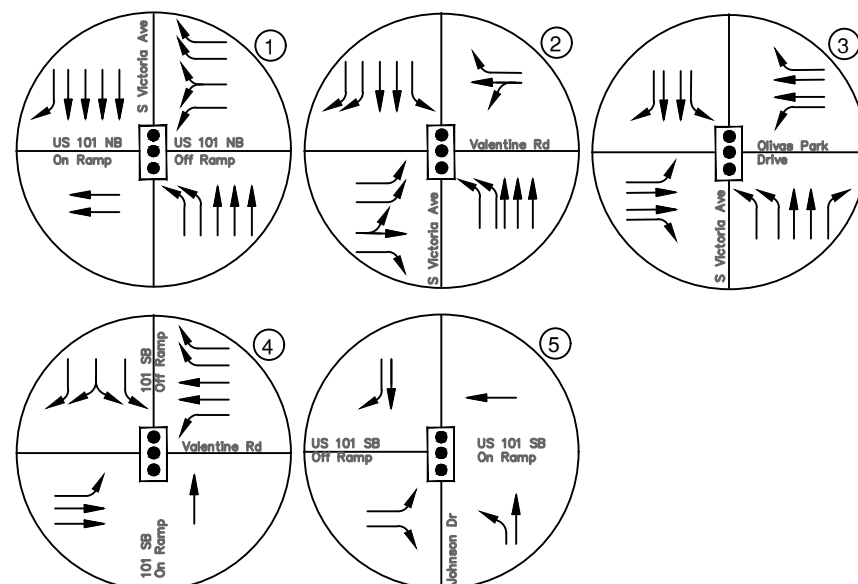 1
S Victoria Ave
US 101 NB
On Ramp
US 101 NB
Off Ramp
2
Valentine Rd
S Victoria Ave
3
Olivas Park
Drive
S Victoria Ave
4
101 SB
Off Ramp
Valentine Rd
101 SB
On Ramp
5
US 101 SB
Off Ramp
US 101 SB
On Ramp
Johnson Dr